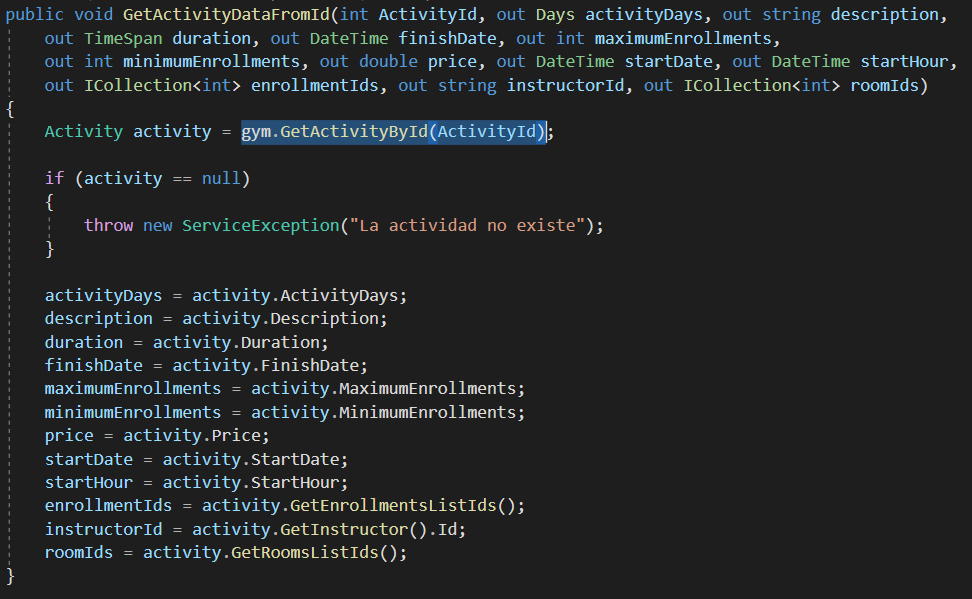 public void GetActivityDataFromId(int ActivityId, out Days activityDays, out string description,
out TimeSpan duration, out DateTime finishDate, out int maximumEnrollments,
out int minimumEnrollments, out double price, out DateTime startDate, out DateTime startHour,
out ICollection<int> enrollmentIds, out string instructorId, out ICollection<int> roomIds)
{
Activity activity = gym.GetActivityById(ActivityId);
if (activity == null)
{
throw new ServiceException("La actividad no existe");
}
activityDays = activity.ActivityDays;
description = activity.Description;
duration = activity.Duration;
finishDate = activity.FinishDate;
maximumEnrollments = activity.MaximumEnrollments;
minimumEnrollments = activity.MinimumEnrollments;
price = activity.Price;
startDate = activity.StartDate;
startHour = activity.StartHour;
enrollmentIds = activity.GetEnrollmentsListIds();
instructorId = activity.GetInstructor().Id;
roomIds = activity.GetRoomsListIds();
}